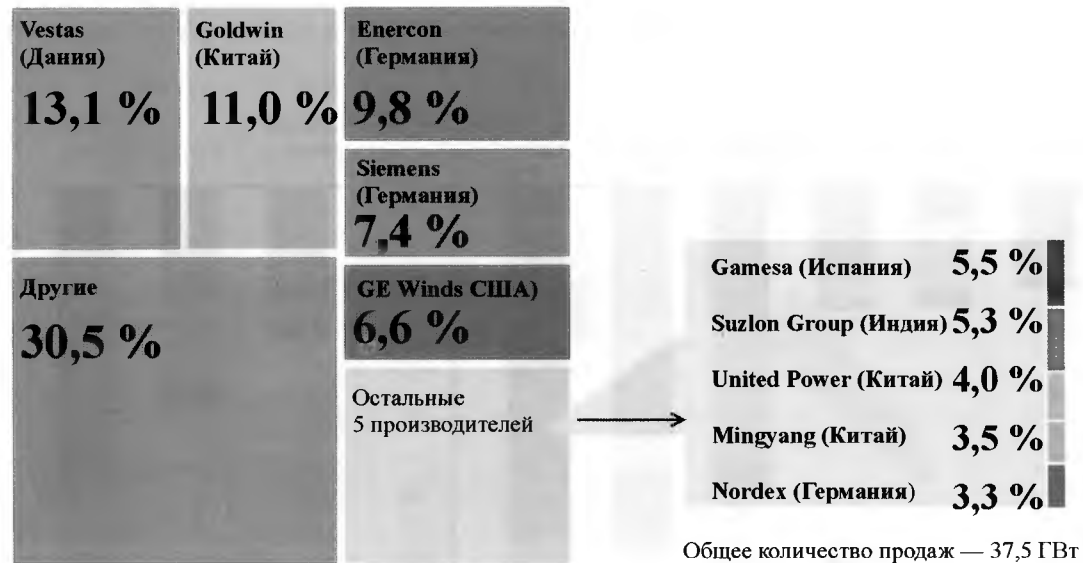 Vestas
(Дания)
13,1 %
Goldwin
(Китай)
11,0 %
Enercon
(Германия)
9,8 %
Siemens
(Германия)
7,4 %
Другие
30,5 %
GE Winds США)
6,6 %
Остальные
5 производителей
Gamesa (Испания) 5,5 %
Suzlon Group (Индия) 5,3 %
United Power (Китай) 4,0 %
Mingyang (Китай) 3,5 %
Nordex (Германия) 3,3 %
Общее количество продаж — 37,5 ГВт